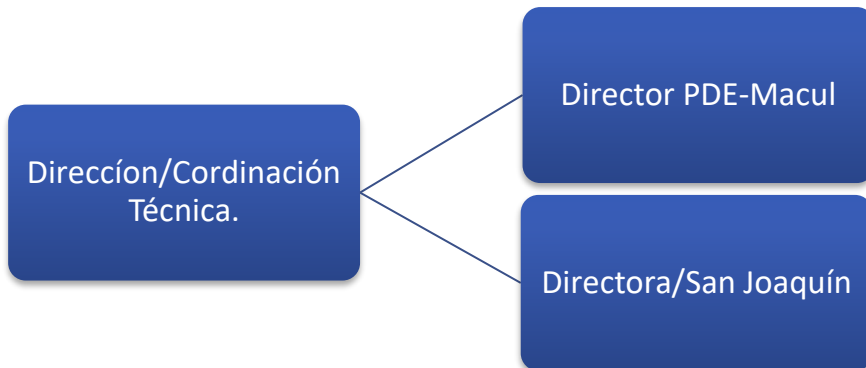 Direccíon/Cordinación
Técnica.
Director PDE-Macul
Directora/San Joaquín